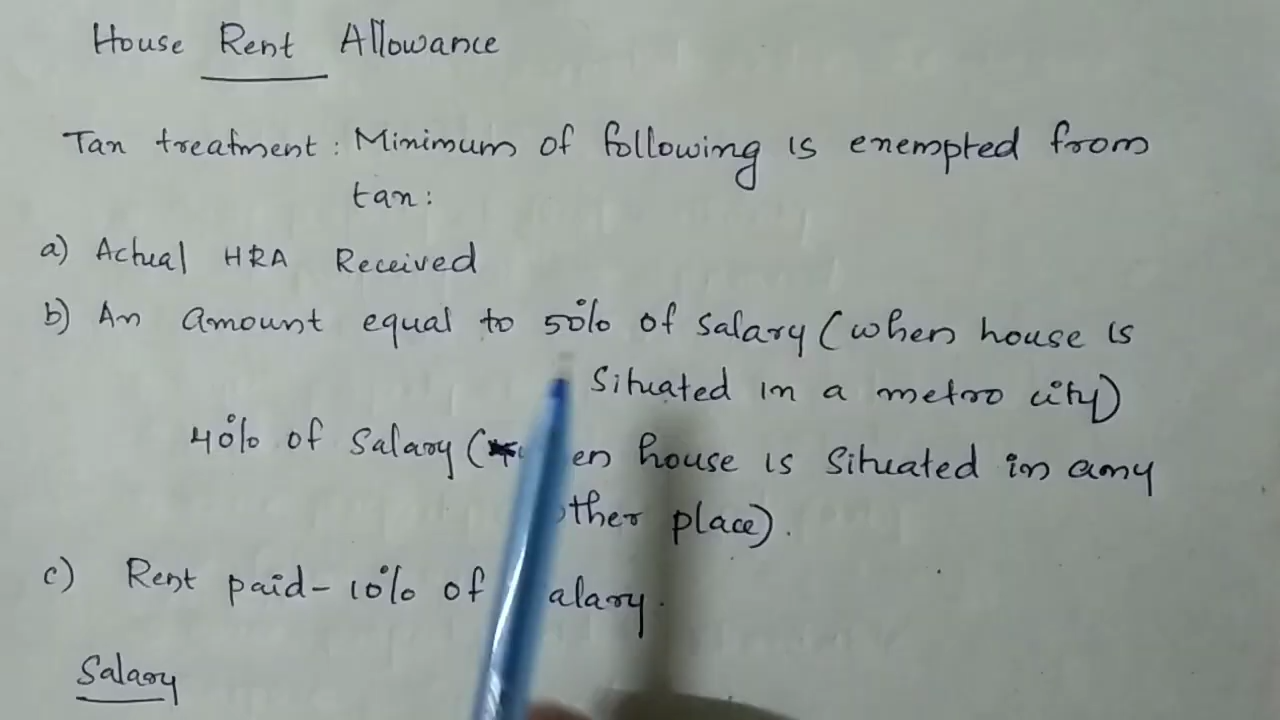 House Rent Allowance
Tax treatment : Minimum of following is exempted from
tax :
a) Actual HRA Received
b) An amount equal to 50% of salary (when house is
situated in a metro city)
40% of salary ( en house is situated in any
other place).
c) Rent paid - 10% of alary.
Salary